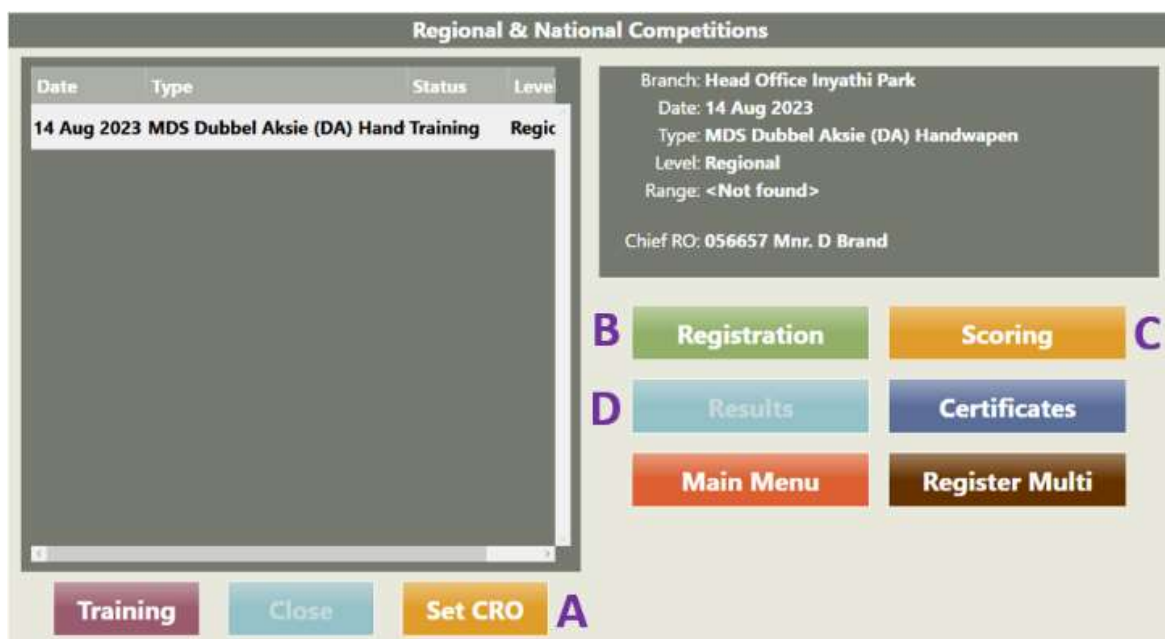 Regional & National Competitions
Date Type Status Level
14 Aug 2023 MDS Dubbel Aksie (DA) Hand Training Regic
Branch: Head Office Inyathi Park
Date: 14 Aug 2023
Type: MDS Dubbel Aksie (DA) Handwapen
Level: Regional
Range: <Not found>
Chief RO: 056657 Mnr. D Brand
B Registration Scoring C
D Results Certificates
Main Menu Register Multi
Training Close Set CRO A